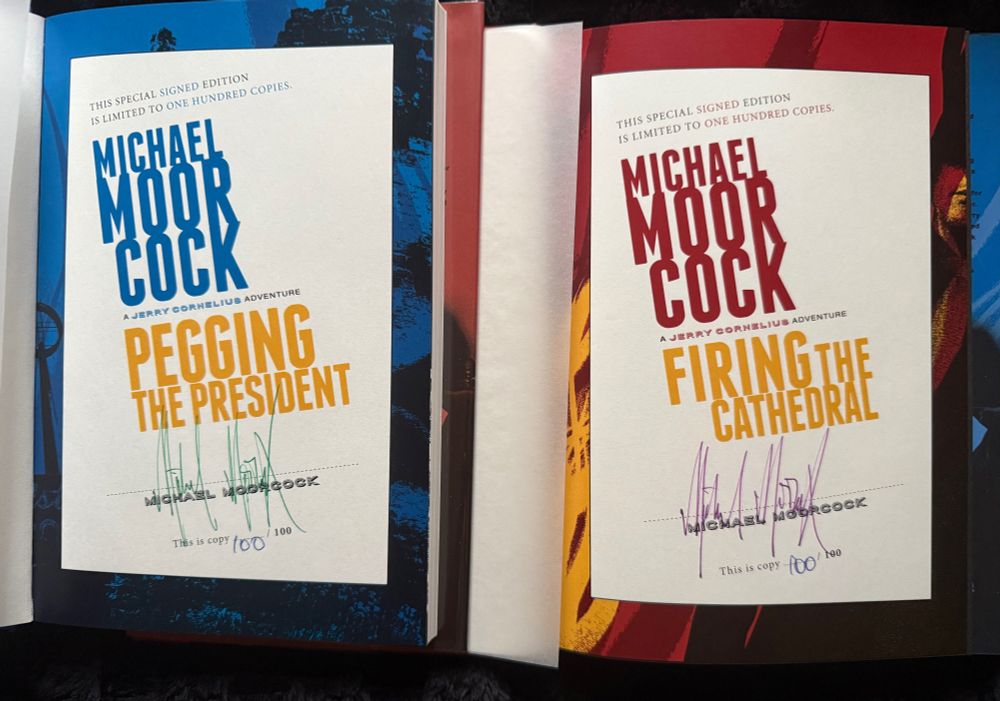 THIS SPECIAL SIGNED EDITION
IS LIMITED TO ONE HUNDRED COPIES.
MICHAEL
MOOR
COCK
A JERRY CORNELIUS ADVENTURE
PEGGING
THE PRESIDENT
MICHAEL MOORCOCK
This is copy 100 / 100
THIS SPECIAL SIGNED EDITION
IS LIMITED TO ONE HUNDRED COPIES.
MICHAEL
MOOR
COCK
A JERRY CORNELIUS ADVENTURE
FIRING THE
CATHEDRAL
MICHAEL MOORCOCK
This is copy 100 / 100